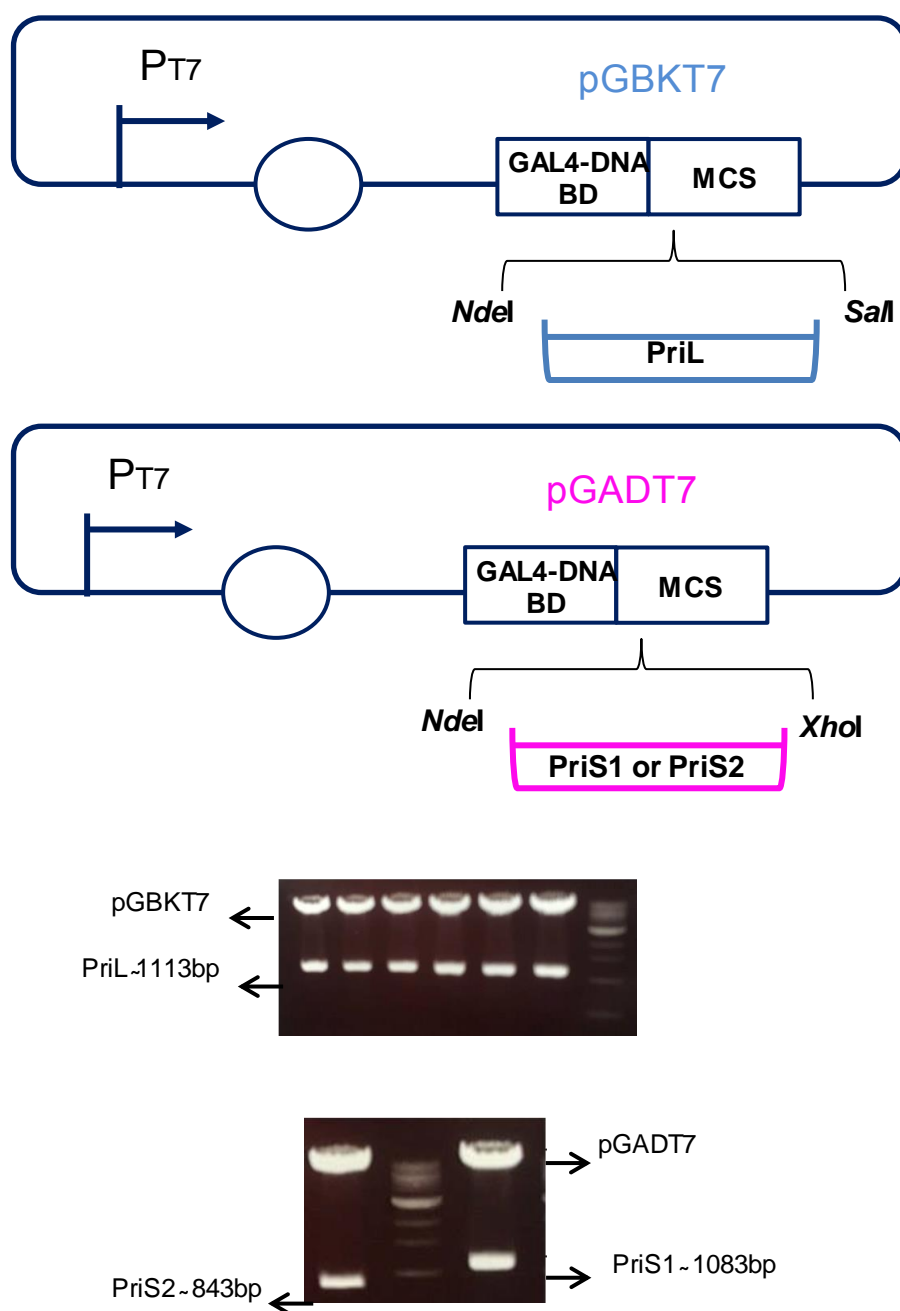 PT7
pGBKT7
GAL4-DNA
BD
MCS
NdeI
SalI
PriL
PT7
pGADT7
GAL4-DNA
BD
MCS
NdeI
XhoI
PriS1 or PriS2
pGBKT7
PriL~1113bp
pGADT7
PriS1~1083bp
PriS2~843bp